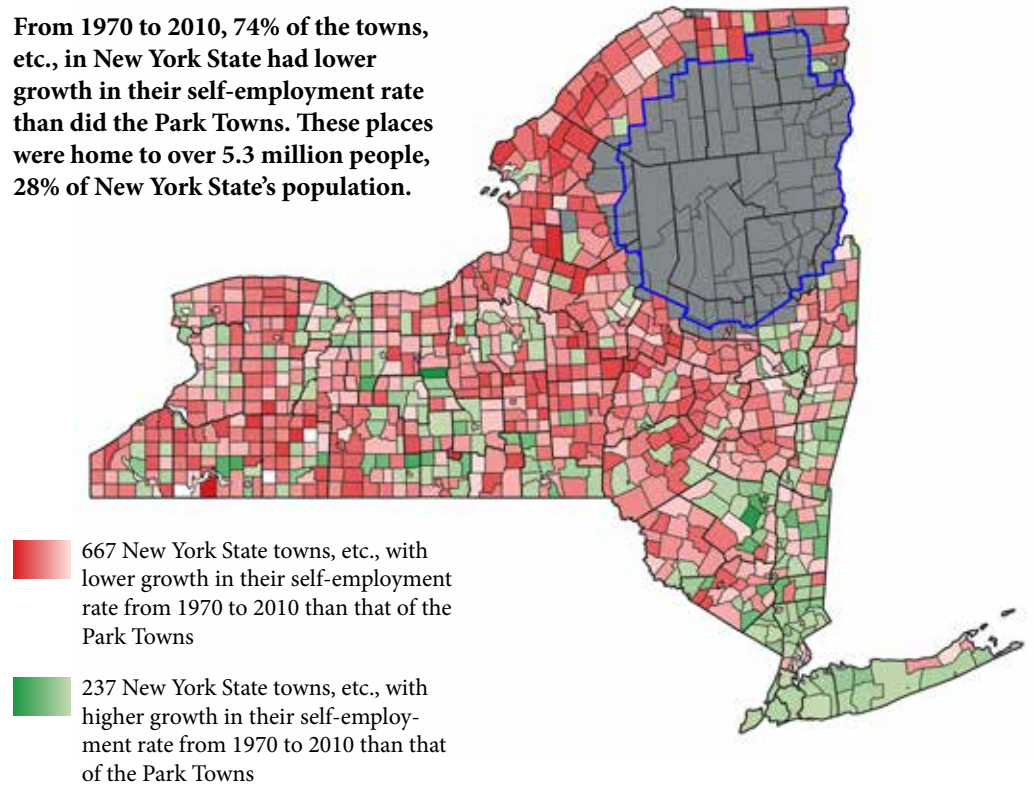 From 1970 to 2010, 74% of the towns,
etc., in New York State had lower
growth in their self-employment rate
than did the Park Towns. These places
were home to over 5.3 million people,
28% of New York State’s population.
667 New York State towns, etc., with
lower growth in their self-employment
rate from 1970 to 2010 than that of the
Park Towns
237 New York State towns, etc., with
higher growth in their self-employ-
ment rate from 1970 to 2010 than that
of the Park Towns